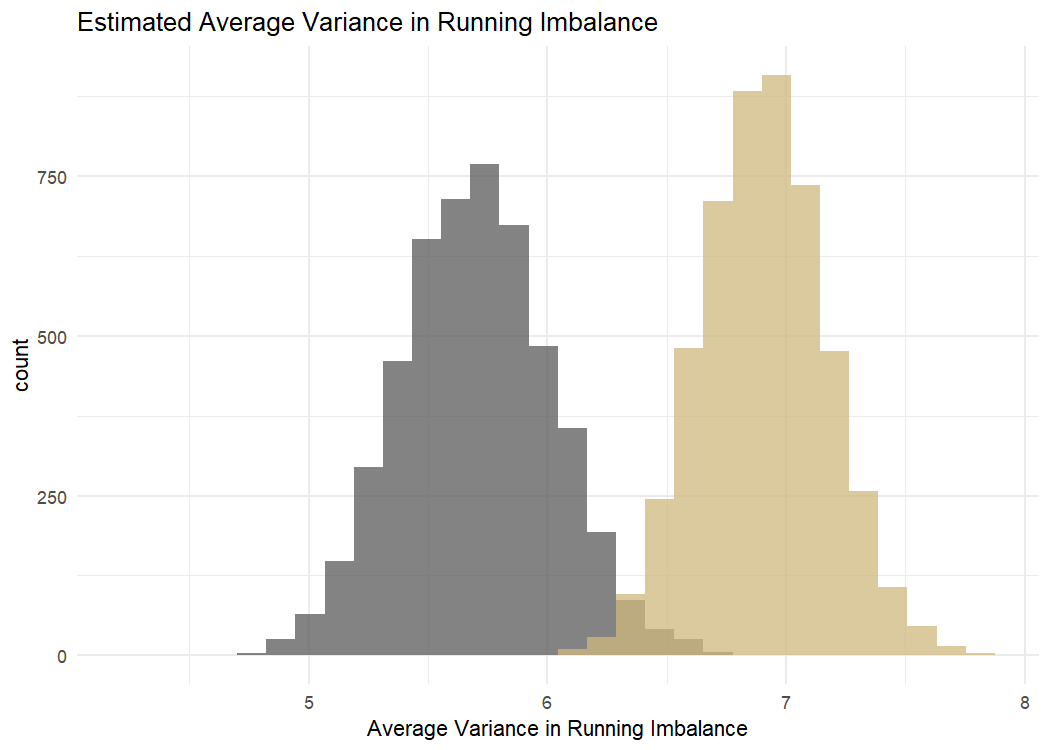 Estimated Average Variance in Running Imbalance
count
750
500
250
0
5 6 7 8
Average Variance in Running Imbalance